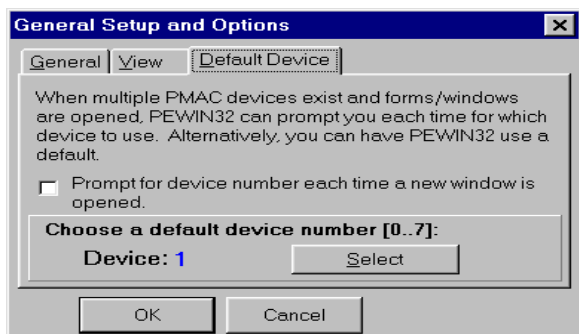 General Setup and Options
General View Default Device
When multiple PMAC devices exist and forms/windows
are opened, PEWIN32 can prompt you each time for which
device to use. Alternatively, you can have PEWIN32 use a
default.
Prompt for device number each time a new window is
opened.
Choose a default device number [0..7]:
Device: 1 Select
OK Cancel